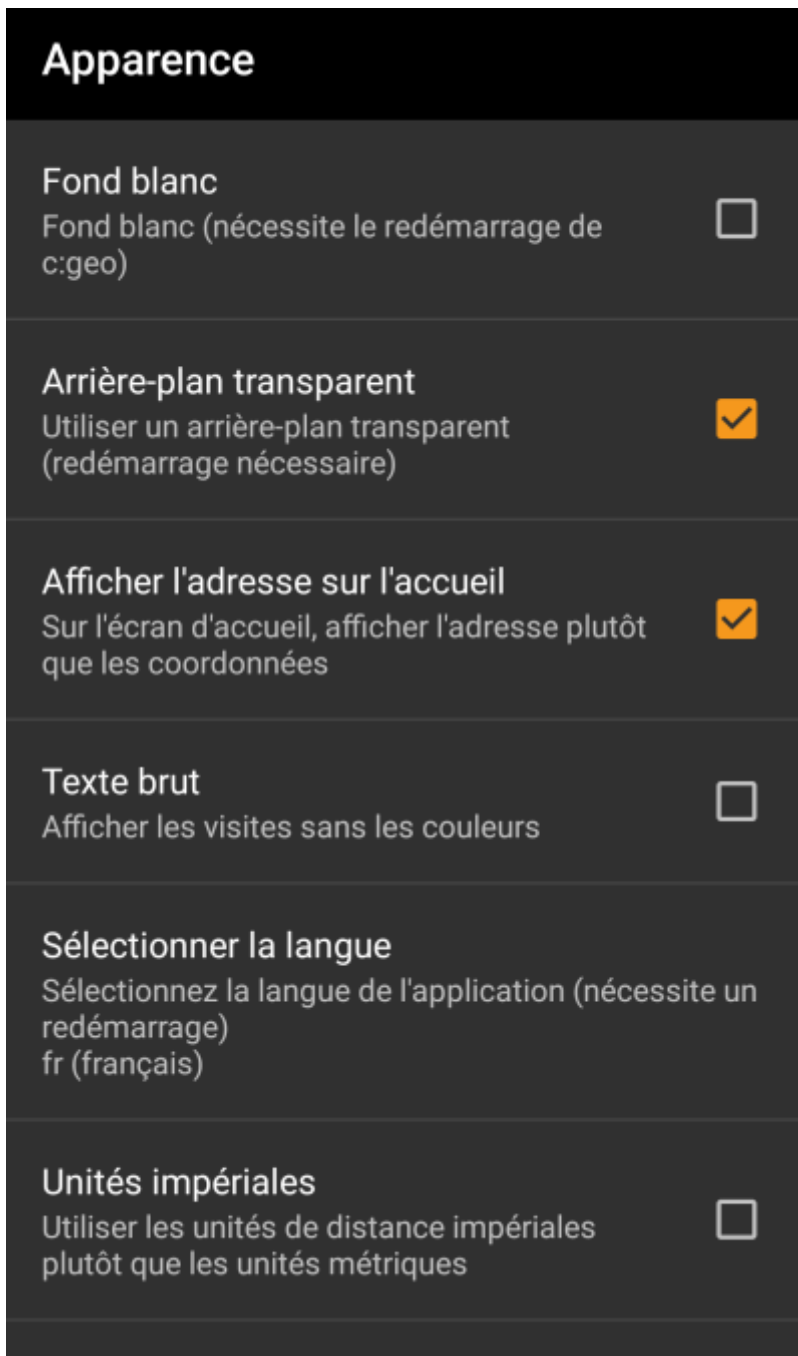 Apparence
Fond blanc
Fond blanc (nécessite le redémarrage de
c:geo)
Arrière-plan transparent
Utiliser un arrière-plan transparent
(redémarrage nécessaire)
Afficher l'adresse sur l'accueil
Sur l'écran d'accueil, afficher l'adresse plutôt
que les coordonnées
Texte brut
Afficher les visites sans les couleurs
Sélectionner la langue
Sélectionnez la langue de l'application (nécessite un
redémarrage)
fr (français)
Unités impériales
Utiliser les unités de distance impériales
plutôt que les unités métriques